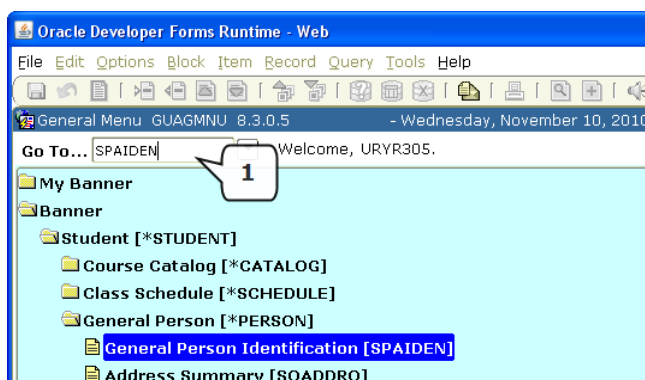 Oracle Developer Forms Runtime - Web
File Edit Options Block Item Record Query Tools Help
General Menu GUAGMNU 8.3.0.5 - Wednesday, November 10, 2010
Go To... SPAIDEN Welcome, URYR305.
1
My Banner
Banner
Student [*STUDENT]
Course Catalog [*CATALOG]
Class Schedule [*SCHEDULE]
General Person [*PERSON]
General Person Identification [SPAIDEN]
Address Summary [SOADDRQ]